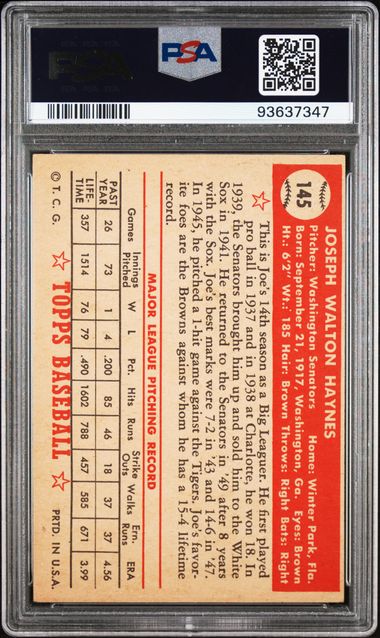 PSA
PSA
93637347
145
JOSEPH WALTON HAYNES
Pitcher: Washington Senators Home: Winter Park, Fla.
Born: September 21, 1917, Washington, Ga. Eyes: Brown
Ht.: 6'2" Wt.: 185 Hair: Brown Throws: Right Bats: Right
This is Joe's 14th season as a Big Leaguer. He first played
pro ball in 1937 and in 1938 at Charlotte, he won 18. In
1939, the Senators brought him up and sold him to the White
Sox in 1941. He returned to the Senators in '49 after 8 years
with the Sox. Joe's best marks were 7-2 in '43 and 14-6 in '47.
In 1945, he pitched a 1-hit game against the Tigers. Joe's favor-
ite foes are the Browns against whom he has a 15-4 lifetime
record.
MAJOR LEAGUE PITCHING RECORD
Games Innings Pitched W L Pct. Hits Runs Strike Outs Walks Ern. Runs ERA
PAST YEAR 26 73 1 4 .200 85 46 18 37 37 4.56
LIFE-TIME 357 1514 76 79 .490 1602 788 457 585 671 3.99
© T. C. G. TOPPS BASEBALL PRTD. IN U.S.A.